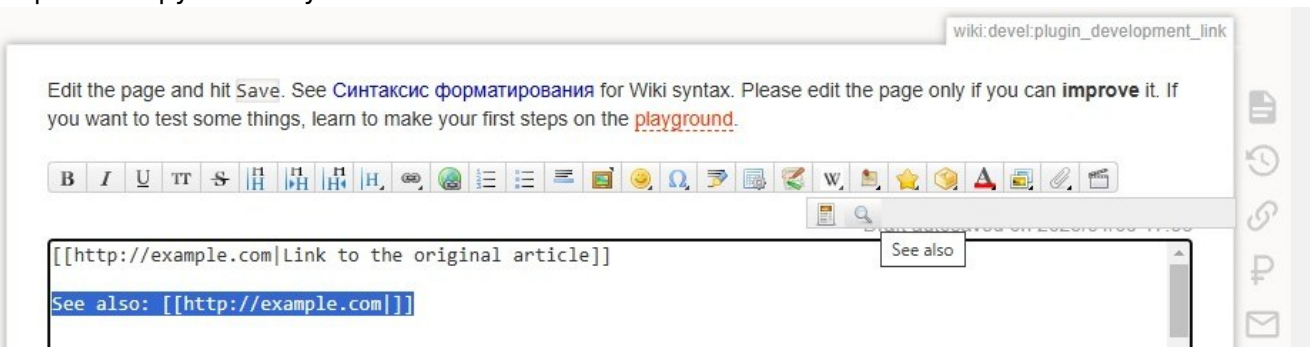 wiki:devel:plugin_development_link
Edit the page and hit Save. See Синтаксис форматирования for Wiki syntax. Please edit the page only if you can improve it. If
you want to test some things, learn to make your first steps on the playground.
B I U TT S H H H H W A
See also
[[http://example.com|Link to the original article]]
See also: [[http://example.com|]]